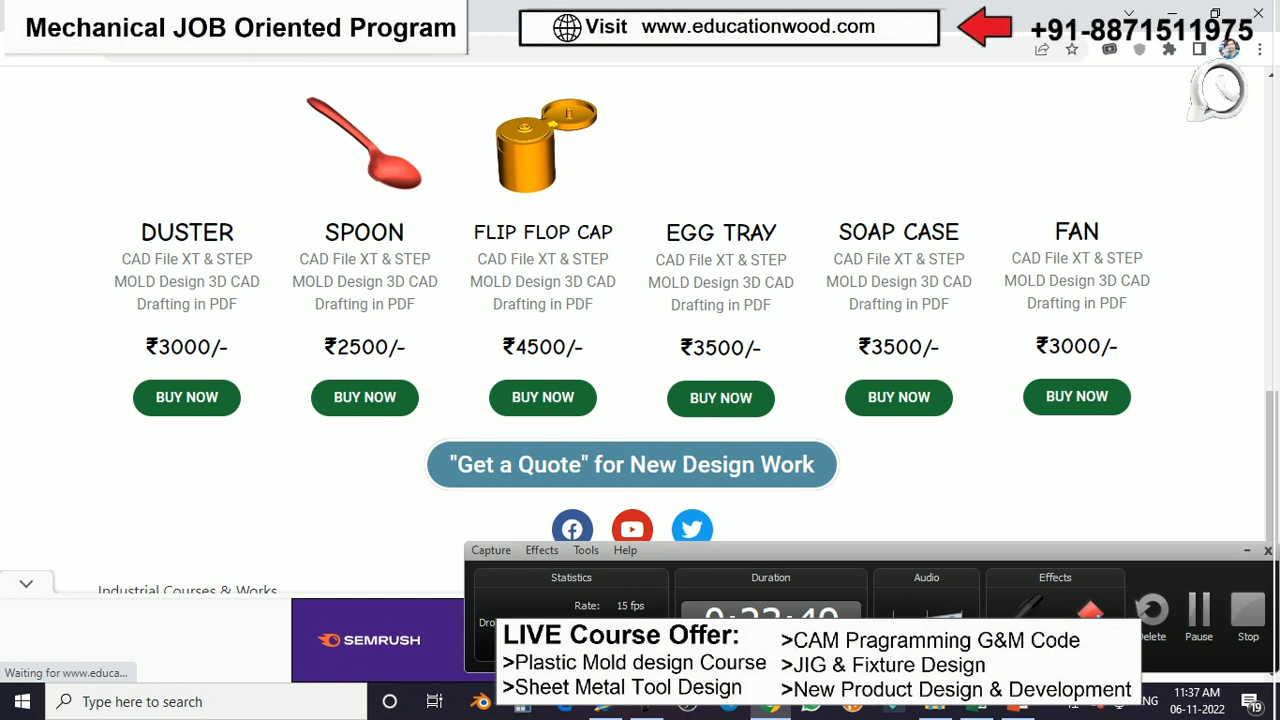 Mechanical JOB Oriented Program
Visit www.educationwood.com
+91-8871511975
DUSTER
CAD File XT & STEP
MOLD Design 3D CAD
Drafting in PDF
₹3000/-
BUY NOW
SPOON
CAD File XT & STEP
MOLD Design 3D CAD
Drafting in PDF
₹2500/-
BUY NOW
FLIP FLOP CAP
CAD File XT & STEP
MOLD Design 3D CAD
Drafting in PDF
₹4500/-
BUY NOW
EGG TRAY
CAD File XT & STEP
MOLD Design 3D CAD
Drafting in PDF
₹3500/-
BUY NOW
SOAP CASE
CAD File XT & STEP
MOLD Design 3D CAD
Drafting in PDF
₹3500/-
BUY NOW
FAN
CAD File XT & STEP
MOLD Design 3D CAD
Drafting in PDF
₹3000/-
BUY NOW
"Get a Quote" for New Design Work
Industrial Courses & Works
SEMRUSH
Capture Effects Tools Help
Statistics
Rate: 15 fps
Duration
Audio
Effects
Delete
Pause
Stop
LIVE Course Offer:
>Plastic Mold design Course
>Sheet Metal Tool Design
>CAM Pragramming G&M Code
>JIG & Fixture Design
>New Product Design & Development
Waiting for www.educa...
Type here to search
ENG
11:37 AM
06-11-2022
19